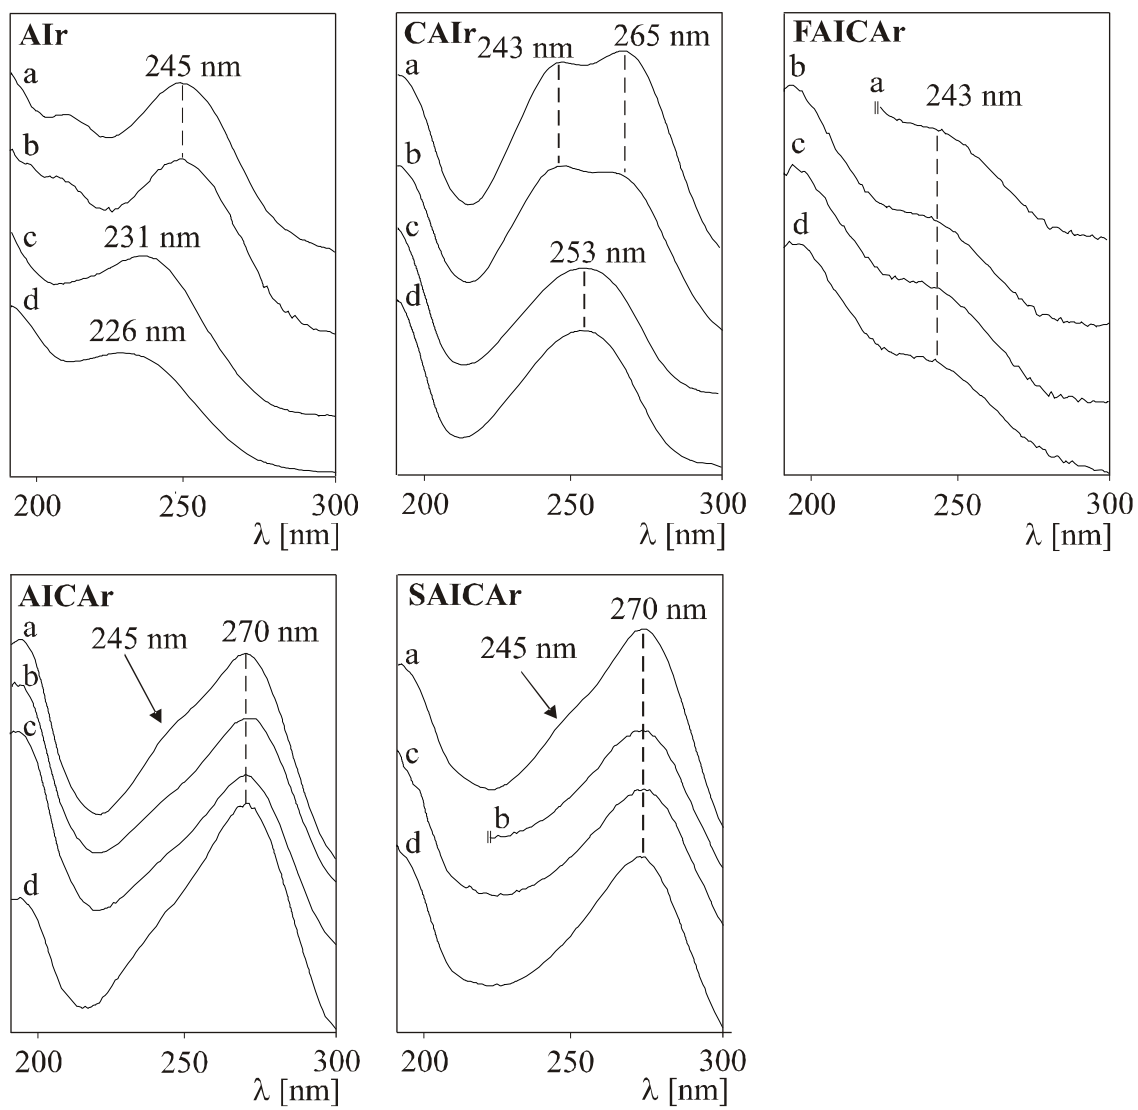 AIr
245 nm
a
b
c
231 nm
d
226 nm
200 250 300
λ [nm]
CAIr
243 nm
265 nm
a
b
c
253 nm
d
200 250 300
λ [nm]
FAICAr
b
a
243 nm
c
d
200 250 300
λ [nm]
AICAr
a
245 nm
270 nm
b
c
d
200 250 300
λ [nm]
SAICAr
270 nm
245 nm
a
c
b
d
200 250 300
λ [nm]